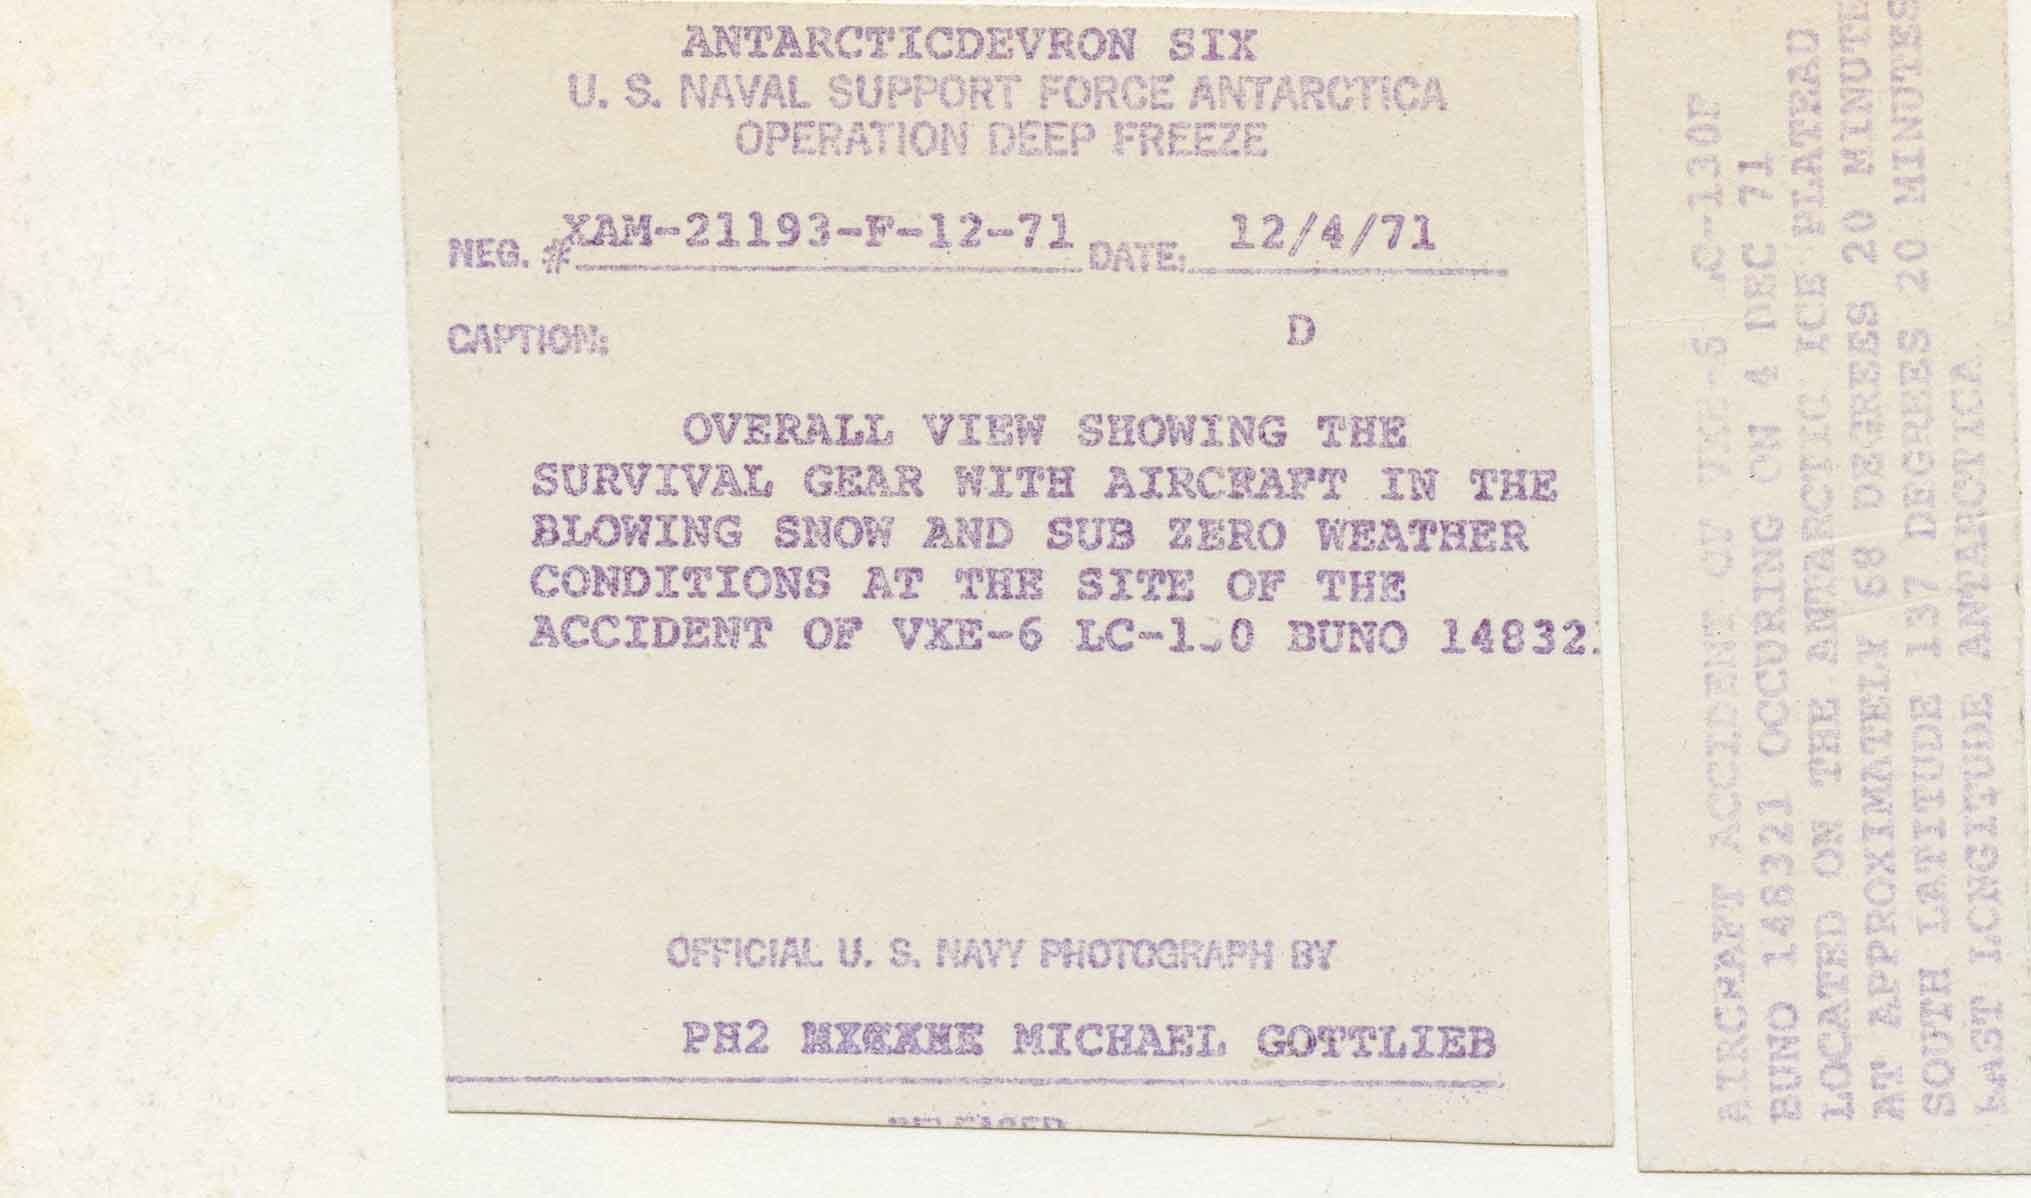 ANTARCTICDEVRON SIX
U. S. NAVAL SUPPORT FORCE ANTARCTICA
OPERATION DEEP FREEZE
NEG. # XAM-21193-F-12-71 DATE: 12/4/71
CAPTION: D
OVERALL VIEW SHOWING THE
SURVIVAL GEAR WITH AIRCRAFT IN THE
BLOWING SNOW AND SUB ZERO WEATHER
CONDITIONS AT THE SITE OF THE
ACCIDENT OF VXE-6 LC-130 BUNO 148321
OFFICIAL U. S. NAVY PHOTOGRAPH BY
PH2 MICHAEL GOTTLIEB
RELEASED
AIRCRAFT ACCIDENT OF VXE-6 LC-130F
BUNO 148321 OCCURING ON 4 DEC 71
LOCATED ON THE ANTARCTIC ICE PLATEAU
AT APPROXIMATELY 68 DEGREES 20 MINUTE
SOUTH LATITUDE 137 DEGREES 20 MINUTES
EAST LONGITUDE ANTARCTICA